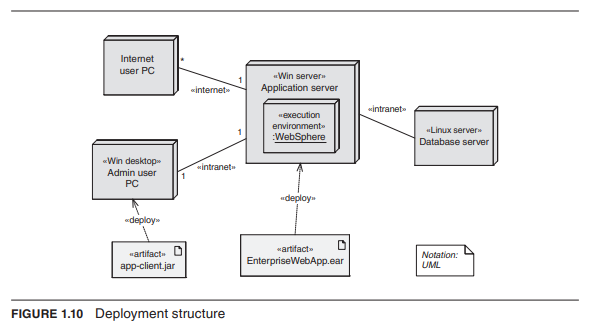 Internet
user PC
*
«internet»
1
«Win server»
Application server
«execution
environment»
:WebSphere
«intranet»
«Linux server»
Database server
«Win desktop»
Admin user
PC
1
«intranet»
1
«deploy»
«deploy»
«artifact»
app-client.jar
«artifact»
EnterpriseWebApp.ear
Notation:
UML
FIGURE 1.10 Deployment structure